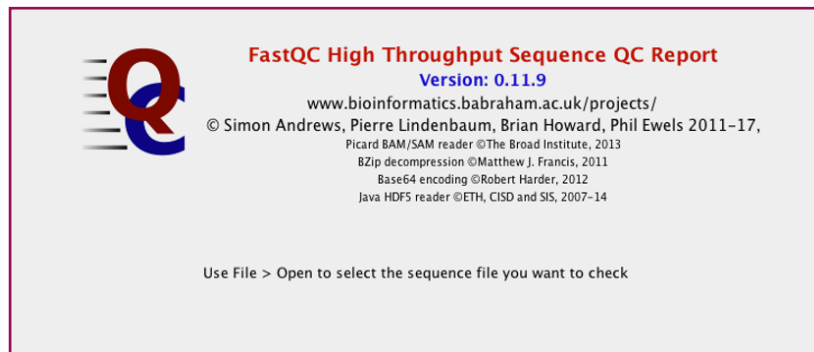 QC
FastQC High Throughput Sequence QC Report
Version: 0.11.9
www.bioinformatics.babraham.ac.uk/projects/
© Simon Andrews, Pierre Lindenbaum, Brian Howard, Phil Ewels 2011-17,
Picard BAM/SAM reader ©The Broad Institute, 2013
BZip decompression ©Matthew J. Francis, 2011
Base64 encoding ©Robert Harder, 2012
Java HDF5 reader ©ETH, CISD and SIS, 2007-14
Use File > Open to select the sequence file you want to check